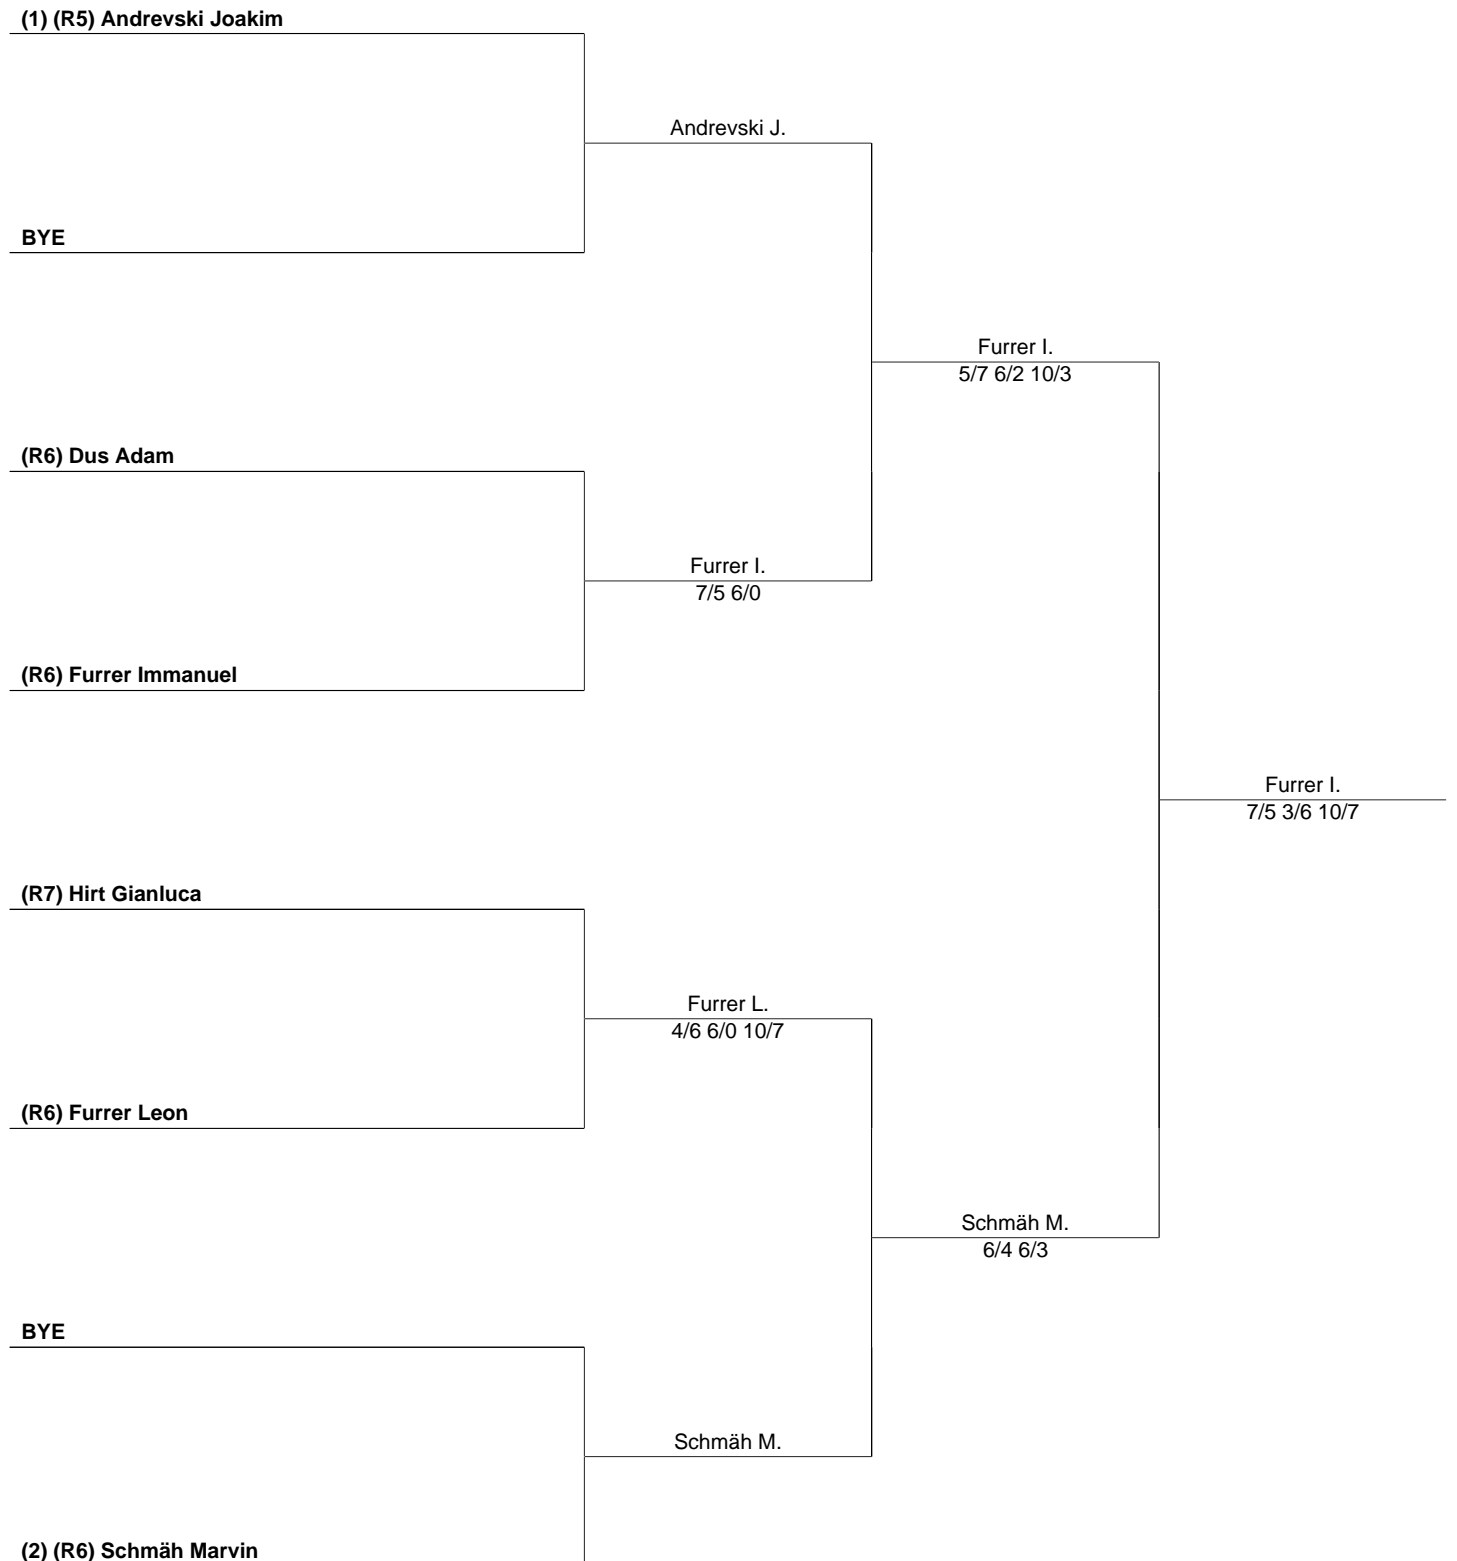 (1) (R5) Andrevski Joakim
Andrevski J.
BYE
Furrer I.
5/7 6/2 10/3
(R6) Dus Adam
Furrer I.
7/5 6/0
(R6) Furrer Immanuel
Furrer I.
7/5 3/6 10/7
(R7) Hirt Gianluca
Furrer L.
4/6 6/0 10/7
(R6) Furrer Leon
Schmäh M.
6/4 6/3
BYE
Schmäh M.
(2) (R6) Schmäh Marvin